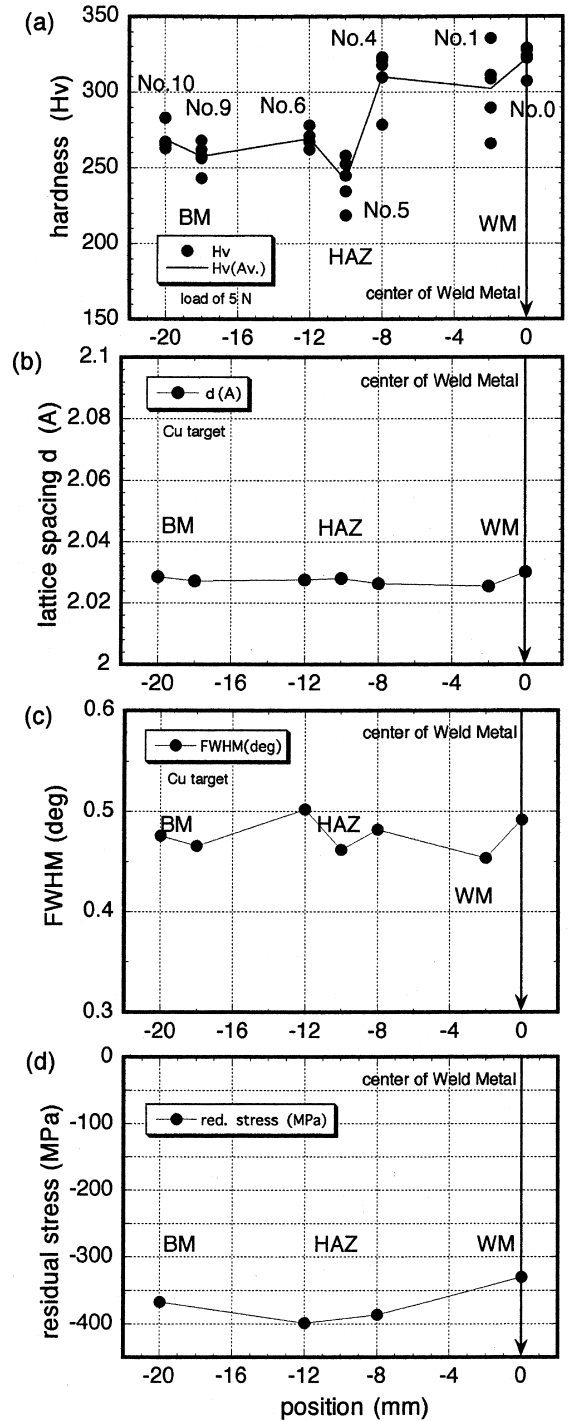 (a)
350
300
250
200
150
hardness (Hv)
No.10
No.9
No.6
No.4
No.5
No.1
No.0
BM
HAZ
WM
Hv
Hv(Av.)
load of 5 N
center of Weld Metal
-20 -16 -12 -8 -4 0
(b)
2.1
2.08
2.06
2.04
2.02
2
lattice spacing d (A)
d (A)
Cu target
center of Weld Metal
BM
HAZ
WM
-20 -16 -12 -8 -4 0
(c)
0.6
0.5
0.4
0.3
FWHM (deg)
FWHM(deg)
Cu target
center of Weld Metal
BM
HAZ
WM
-20 -16 -12 -8 -4 0
(d)
0
-100
-200
-300
-400
residual stress (MPa)
red. stress (MPa)
center of Weld Metal
BM
HAZ
WM
-20 -16 -12 -8 -4 0
position (mm)